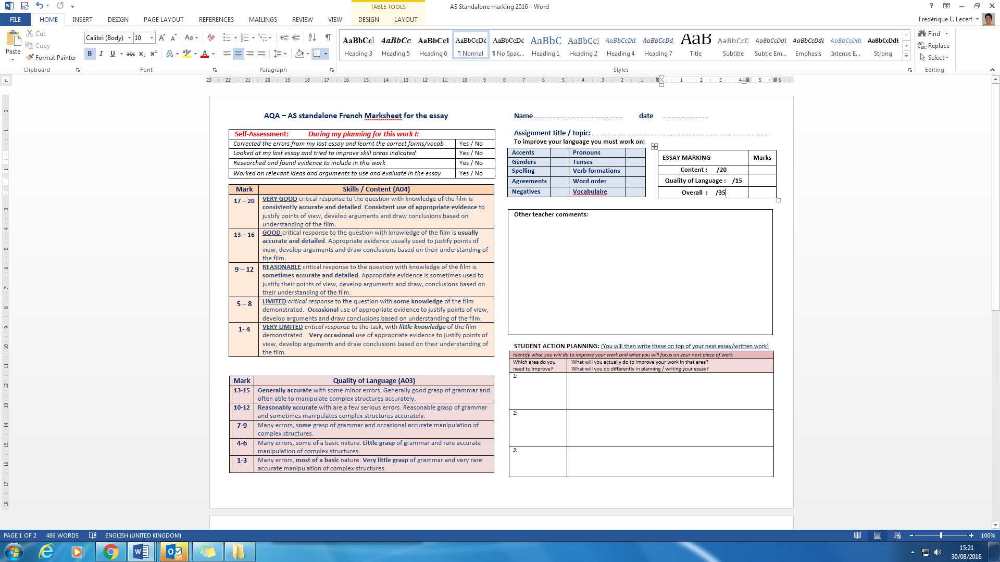 AS Standalone marking 2016 - Word
TABLE TOOLS
FILE HOME INSERT DESIGN PAGE LAYOUT REFERENCES MAILINGS REVIEW VIEW DESIGN LAYOUT
Frédérique E. Lecerf
Paste
Cut
Copy
Format Painter
Clipboard
Calibri (Body) 10
Font
Paragraph
AaBbCcI Heading 3
AaBbCc Heading 5
AaBbCcI Heading 6
AaBbCcDd ¶ Normal
AaBbCcDd ¶ No Spac...
AaBbC Heading 1
AaBbCcI Heading 2
AaBbCcDd. Heading 4
AaBbCcDd. Heading 7
AaB Title
AaBbCcD Subtitle
AaBbCcDdI Subtle Em...
AaBbCcDdI Emphasis
AaBbCcDdI Intense E...
AaBbCcDdE Strong
Styles
Find
Replace
Select
Editing
23 22 21 20 19 18 17 16 15 14 13 12 11 10 9 8 7 6 5 4 3 2 1 1 2 3 4 5 6
2 1 1 2 3 4 5 6 7 8 9 10 11 12 13 14 15 16 17 18
AQA – AS standalone French Marksheet for the essay
Self-Assessment: During my planning for this work I:
Corrected the errors from my last essay and learnt the correct forms/vocab Yes / No
Looked at my last essay and tried to improve skill areas indicated Yes / No
Researched and found evidence to include in this work Yes / No
Worked on relevant ideas and arguments to use and evaluate in the essay Yes / No
Mark Skills / Content (A04)
17 – 20 VERY GOOD critical response to the question with knowledge of the film is
consistently accurate and detailed. Consistent use of appropriate evidence to
justify points of view, develop arguments and draw conclusions based on
understanding of the film.
13 – 16 GOOD critical response to the question with knowledge of the film is usually
accurate and detailed. Appropriate evidence usually used to justify points of
view, develop arguments and draw conclusions based on their understanding of
the film.
9 – 12 REASONABLE critical response to the question with knowledge of the film is
sometimes accurate and detailed. Appropriate evidence is sometimes used to
justify their points of view, develop arguments and draw, conclusions based on
their understanding of the film.
5 – 8 LIMITED critical response to the question with some knowledge of the film
demonstrated. Occasional use of appropriate evidence to justify points of view,
develop arguments and draw conclusions based on understanding of the film.
1- 4 VERY LIMITED critical response to the task, with little knowledge of the film
demonstrated. Very occasional use of appropriate evidence to justify points of
view, develop arguments and draw conclusions based on their understanding of
the film.
Mark Quality of Language (A03)
13-15 Generally accurate with some minor errors. Generally good grasp of grammar and
often able to manipulate complex structures accurately.
10-12 Reasonably accurate with are a few serious errors. Reasonable grasp of grammar
and sometimes manipulates complex structures accurately.
7-9 Many errors, some grasp of grammar and occasional accurate manipulation of
complex structures.
4-6 Many errors, some of a basic nature. Little grasp of grammar and rare accurate
manipulation of complex structures.
1-3 Many errors, most of a basic nature. Very little grasp of grammar and very rare
accurate manipulation of complex structures.
Name ........................ date ........................
Assignment title / topic: ........................
To improve your language you must work on:
Accents Pronouns
Genders Tenses
Spelling Verb formations
Agreements Word order
Negatives Vocabulaire
ESSAY MARKING Marks
Content : /20
Quality of Language : /15
Overall : /35
Other teacher comments:
STUDENT ACTION PLANNING: (You will then write these on top of your next essay/written work)
Identify what you will do to improve your work and what you will focus on your next piece of work
Which area do you
need to improve?
What will you actually do to improve your work in that area?
What will you do differently in planning / writing your essay?
1:
2:
3:
PAGE 1 OF 2 486 WORDS ENGLISH (UNITED KINGDOM) 100%
15:21
30/08/2016